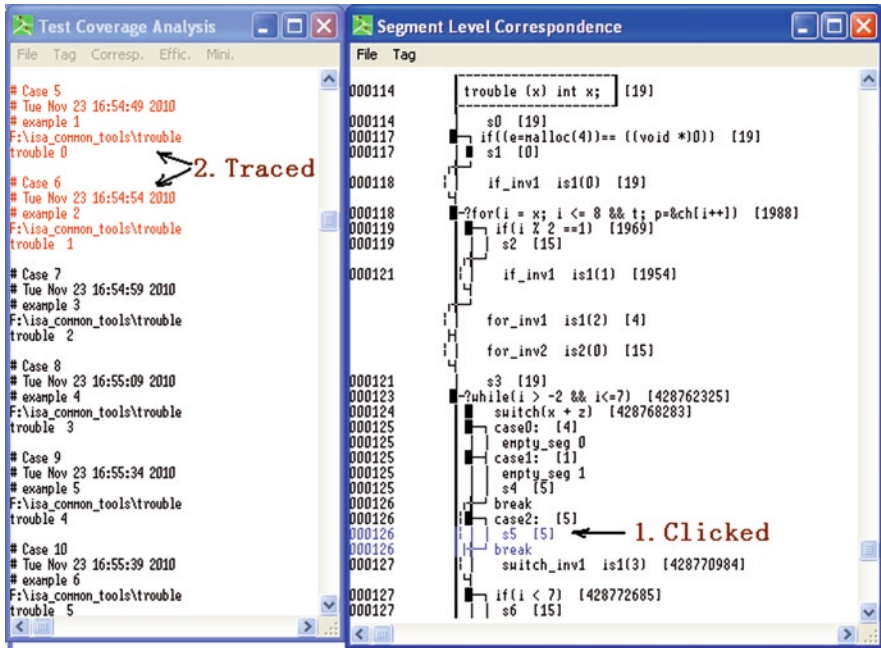 Test Coverage Analysis
File Tag Corresp. Effic. Mini.
# Case 5
# Tue Nov 23 16:54:49 2010
# example 1
F:\isa_common_tools\trouble
trouble 0
# Case 6
# Tue Nov 23 16:54:54 2010
# example 2
F:\isa_common_tools\trouble
trouble 1
# Case 7
# Tue Nov 23 16:54:59 2010
# example 3
F:\isa_common_tools\trouble
trouble 2
# Case 8
# Tue Nov 23 16:55:09 2010
# example 4
F:\isa_common_tools\trouble
trouble 3
# Case 9
# Tue Nov 23 16:55:34 2010
# example 5
F:\isa_common_tools\trouble
trouble 4
# Case 10
# Tue Nov 23 16:55:39 2010
# example 6
F:\isa_common_tools\trouble
trouble 5
2. Traced
Segment Level Correspondence
File Tag
000114 trouble (x) int x; [19]
000114 s0 [19]
000117 if((e=malloc(4))== ((void *)0)) [19]
000117 s1 [0]
000118 if_inv1 is1(0) [19]
000118 ?for(i = x; i <= 8 && t; p=&ch[i++]) [1988]
000119 if(i % 2 ==1) [1969]
000119 s2 [15]
000121 if_inv1 is1(1) [1954]
for_inv1 is1(2) [4]
for_inv2 is2(0) [15]
000121 s3 [19]
000123 ?while(i > -2 && i<=7) [428762325]
000124 switch(x + z) [428768283]
000125 case0: [4]
000125 empty_seg 0
000125 case1: [1]
000125 empty_seg 1
000125 s4 [5]
000126 break
000126 case2: [5]
000126 s5 [5] 1. Clicked
000126 break
000127 switch_inv1 is1(3) [428770984]
000127 if(i < 7) [428772685]
000127 s6 [15]